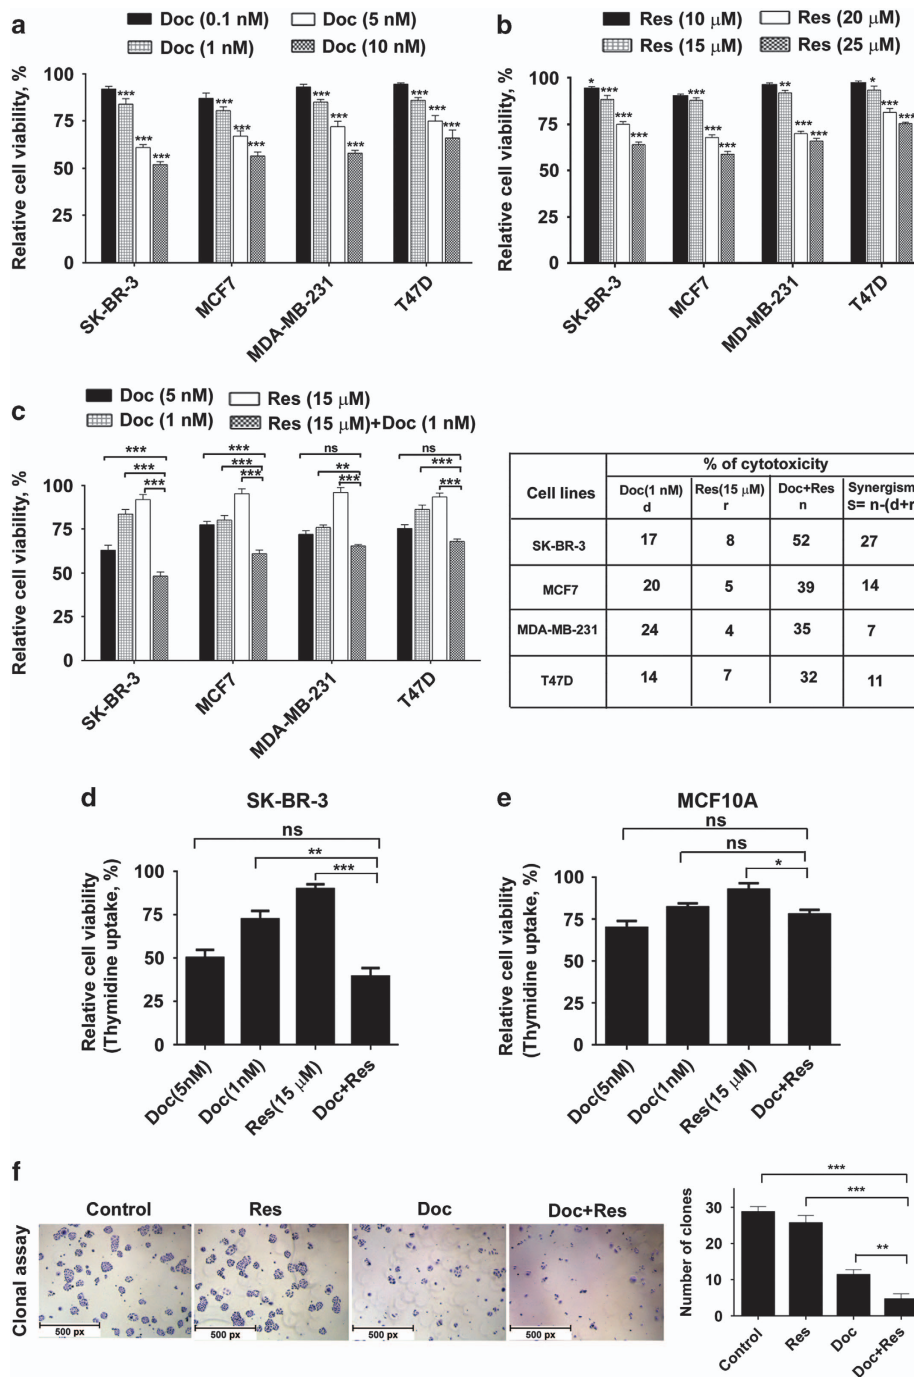 a
Doc (0.1 nM) Doc (5 nM)
Doc (1 nM) Doc (10 nM)
Relative cell viability, %
100
75
50
25
0
*** *** ***
*** *** ***
*** *** ***
*** *** ***
SK-BR-3 MCF7 MDA-MB-231 T47D
b
Res (10 μM) Res (20 μM)
Res (15 μM) Res (25 μM)
Relative cell viability, %
100
75
50
25
0
* *** *** ***
*** *** ***
** *** ***
* *** *** ***
SK-BR-3 MCF7 MD-MB-231 T47D
c
Doc (5 nM) Res (15 μM)
Doc (1 nM) Res (15 μM)+Doc (1 nM)
Relative cell viability, %
100
75
50
25
0
*** *** ns ns
*** *** ** ***
*** *** *** ***
SK-BR-3 MCF7 MDA-MB-231 T47D
Cell lines % of cytotoxicity
Doc(1 nM) Res(15 μM) Doc+Res Synergism
d r n S= n-(d+r
SK-BR-3 17 8 52 27
MCF7 20 5 39 14
MDA-MB-231 24 4 35 7
T47D 14 7 32 11
d
SK-BR-3
ns
**
***
Relative cell viability
(Thymidine uptake, %)
100
75
50
25
0
Doc(5nM) Doc(1nM) Res(15 μM) Doc+Res
e
MCF10A
ns
ns
*
Relative cell viability
(Thymidine uptake, %)
100
75
50
25
0
Doc(5nM) Doc(1nM) Res(15 μM) Doc+Res
f
Clonal assay
Control Res Doc Doc+Res
500 px 500 px 500 px 500 px
***
***
**
Number of clones
30
20
10
0
Control Res Doc Doc+Res